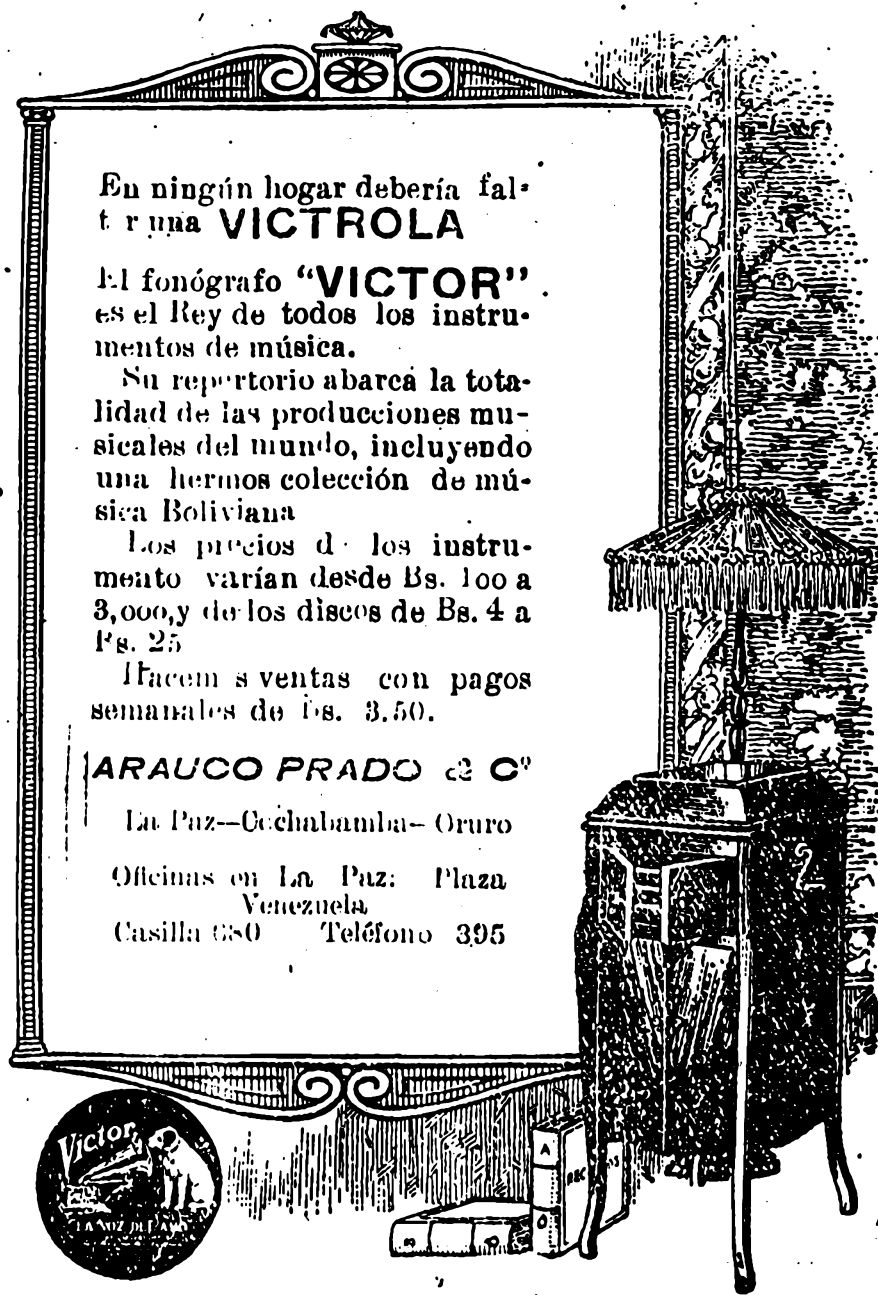 En ningún hogar debería fal-
t r una VICTROLA
El fonógrafo "VICTOR"
es el Rey de todos los instru-
mentos de música.
Su repertorio abarca la tota-
lidad de las producciones mu-
sicales del mundo, incluyendo
una hermos colección de mú-
sica Boliviana
Los precios d los instru-
mento varían desde Bs. 100 a
3,000, y de los discos de Bs. 4 a
Bs. 25
Hacem s ventas con pagos
semanales de Bs. 3.50.
ARAUCO PRADO & Cº
La Paz--Cochabamba--Oruro
Oficinas en La Paz: Plaza
Venezuela
Casilla 680 Teléfono 395
Victor
LA VOZ DEL AMO
A
O